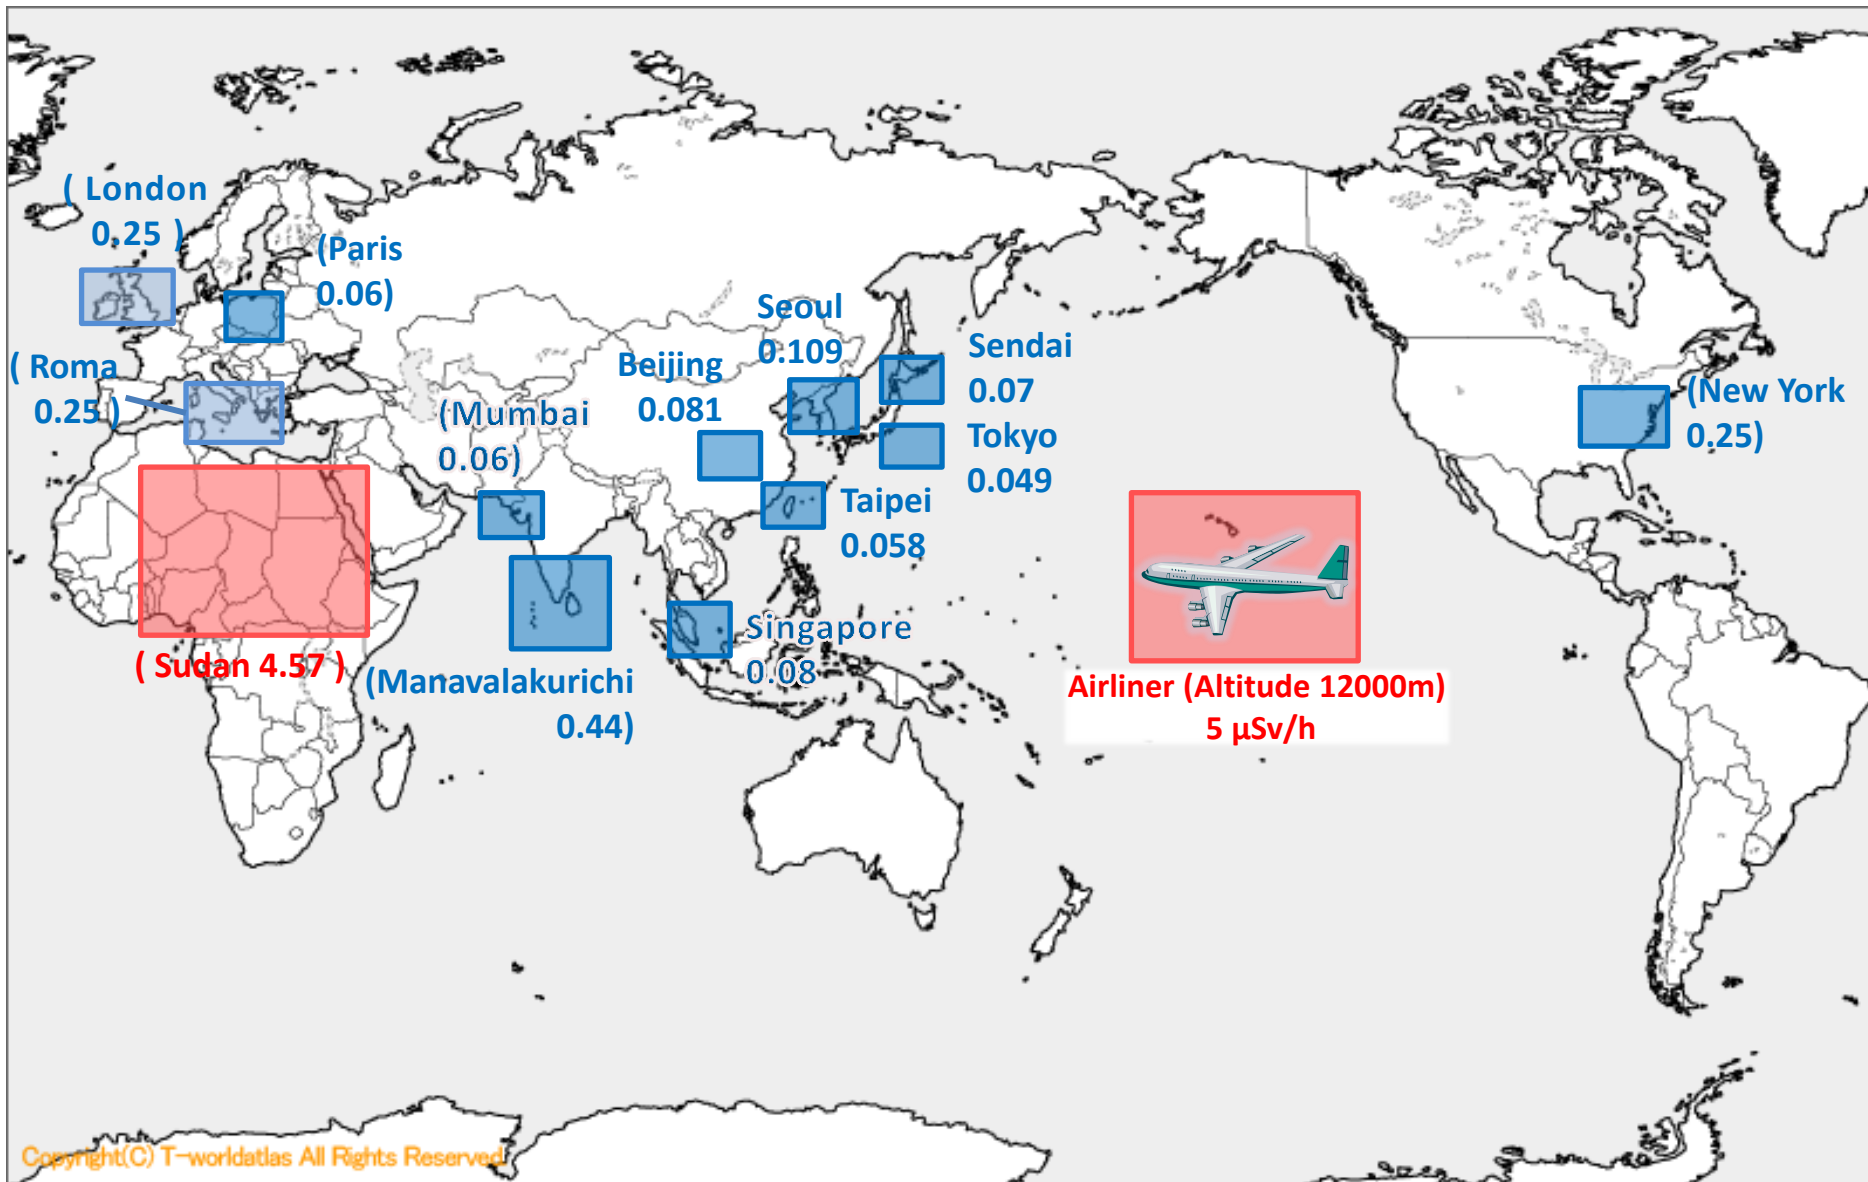 ( London
0.25 )
(Paris
0.06)
( Roma
0.25 )
Seoul
0.109
Beijing
0.081
Sendai
0.07
Tokyo
0.049
(Mumbai
0.06)
Taipei
0.058
(New York
0.25)
( Sudan 4.57 )
(Manavalakurichi
0.44)
Singapore
0.08
Airliner (Altitude 12000m)
5 μSv/h
Copyright(C) T-worldatlas All Rights Reserved